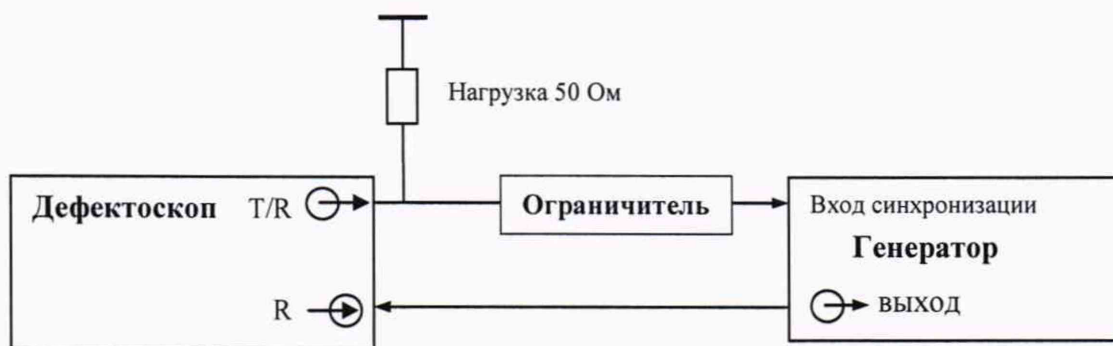 Нагрузка 50 Ом
Дефектоскоп T/R
Ограничитель
Вход синхронизации
Генератор
R
выход